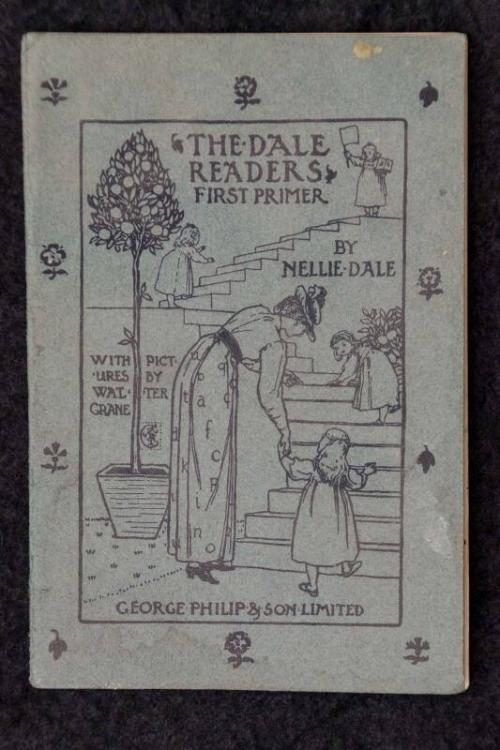 THE·DALE
READERS
FIRST PRIMER
BY
NELLIE·DALE
WITH PICT-
·URES BY
WAL· ·TER
CRANE
GEORGE PHILIP & SON·LIMITED